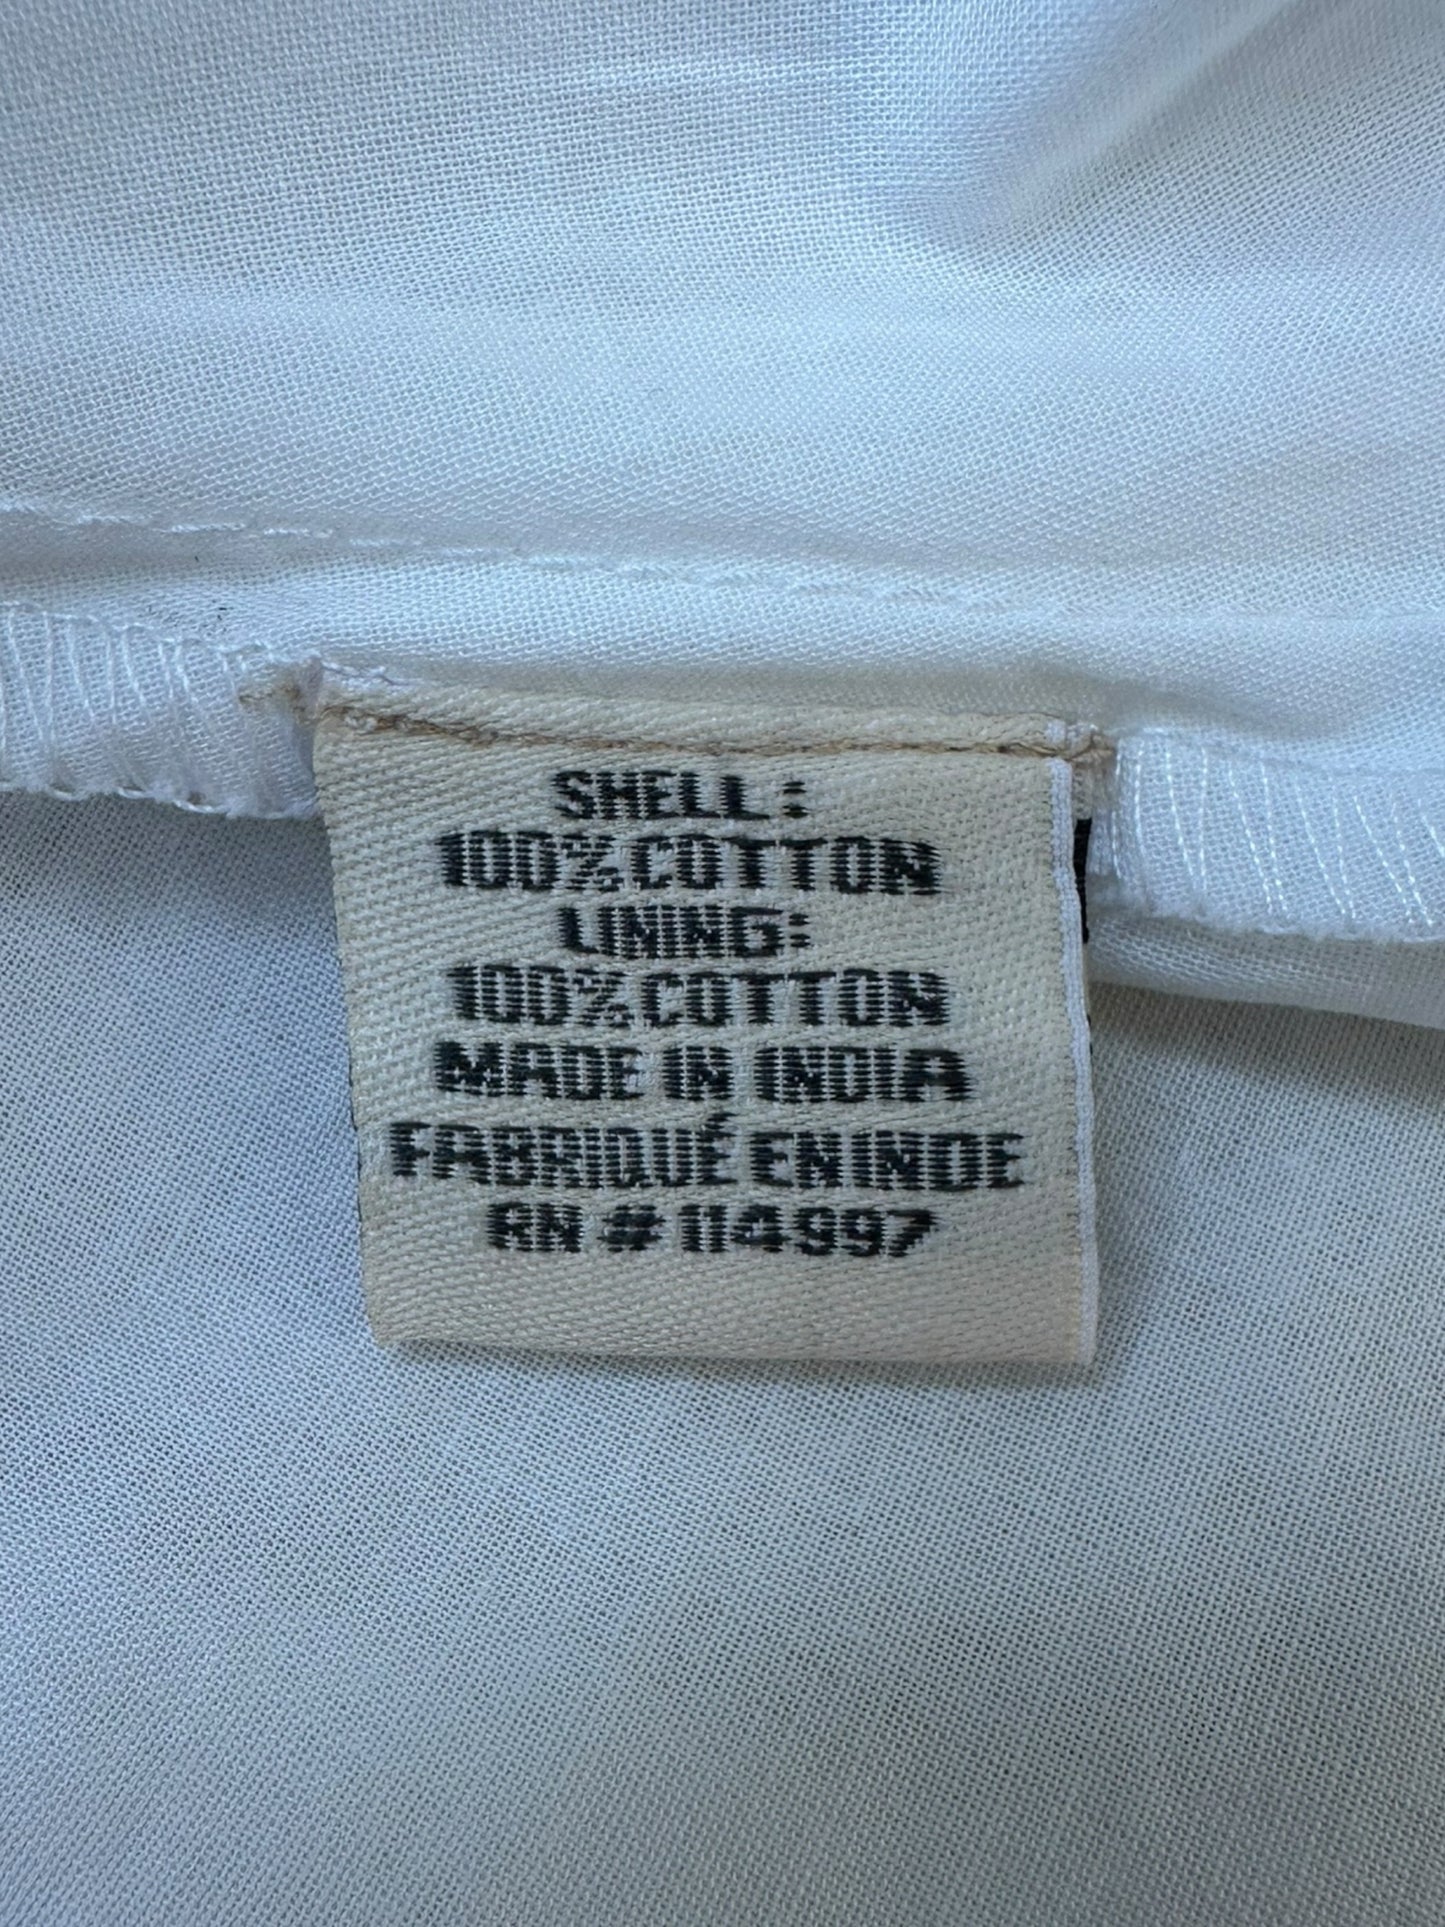 SHELL:
100% COTTON
LINING:
100% COTTON
MADE IN INDIA
FABRIQUÉ EN INDE
RN # 114997